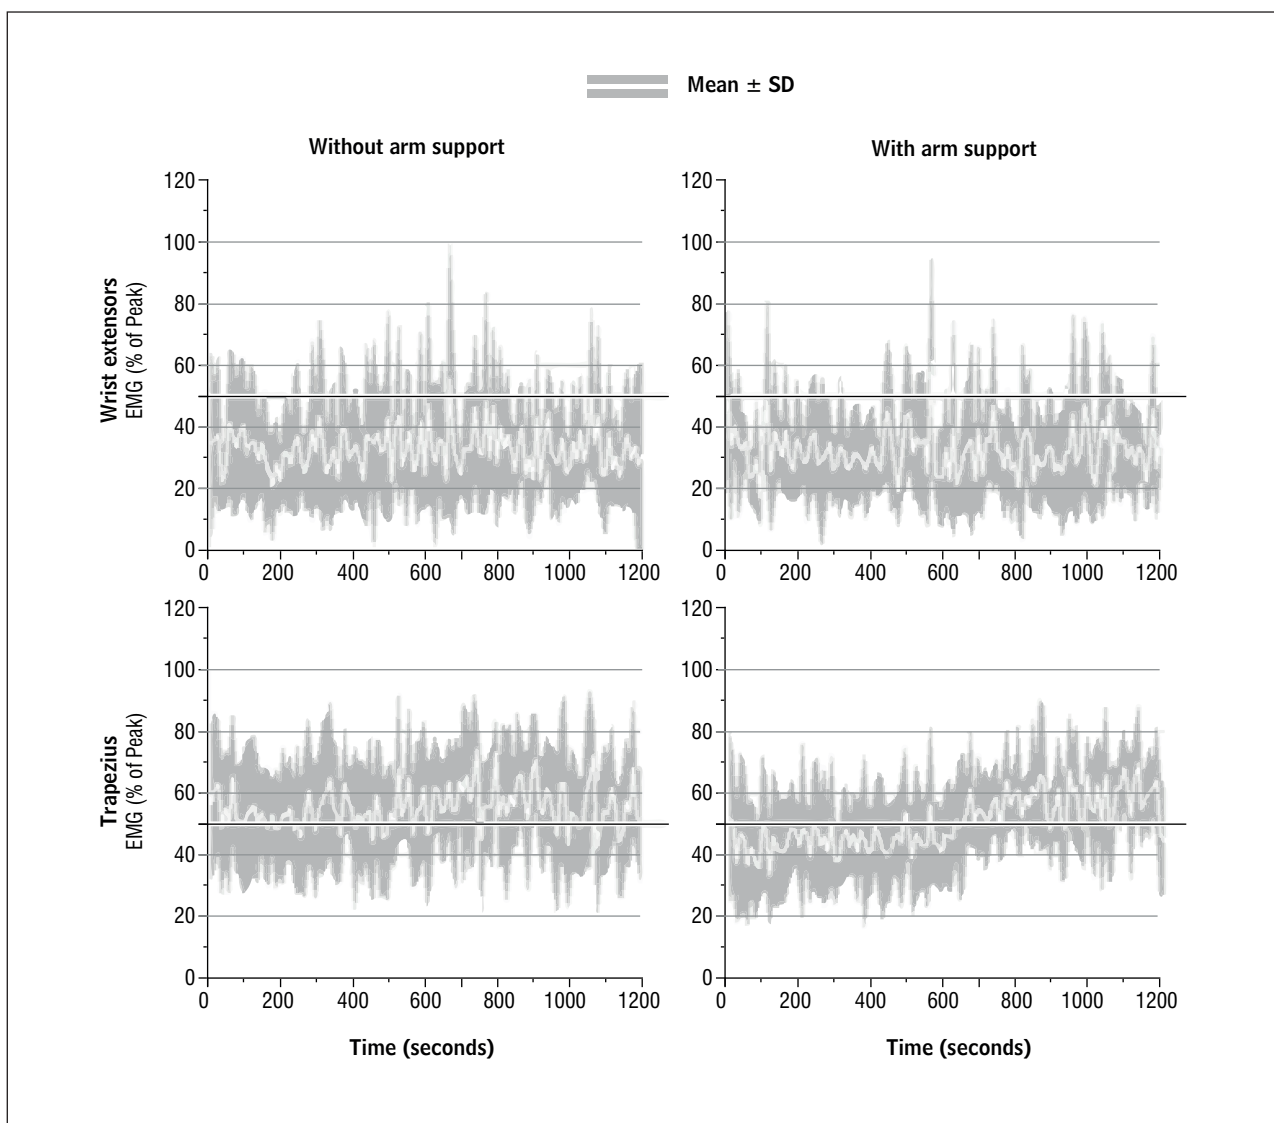 Mean ± SD
Without arm support
With arm support
Wrist extensors
EMG (% of Peak)
120
100
80
60
40
20
0
0 200 400 600 800 1000 1200
120
100
80
60
40
20
0
0 200 400 600 800 1000 1200
Trapezius
EMG (% of Peak)
120
100
80
60
40
20
0
0 200 400 600 800 1000 1200
Time (seconds)
120
100
80
60
40
20
0
0 200 400 600 800 1000 1200
Time (seconds)